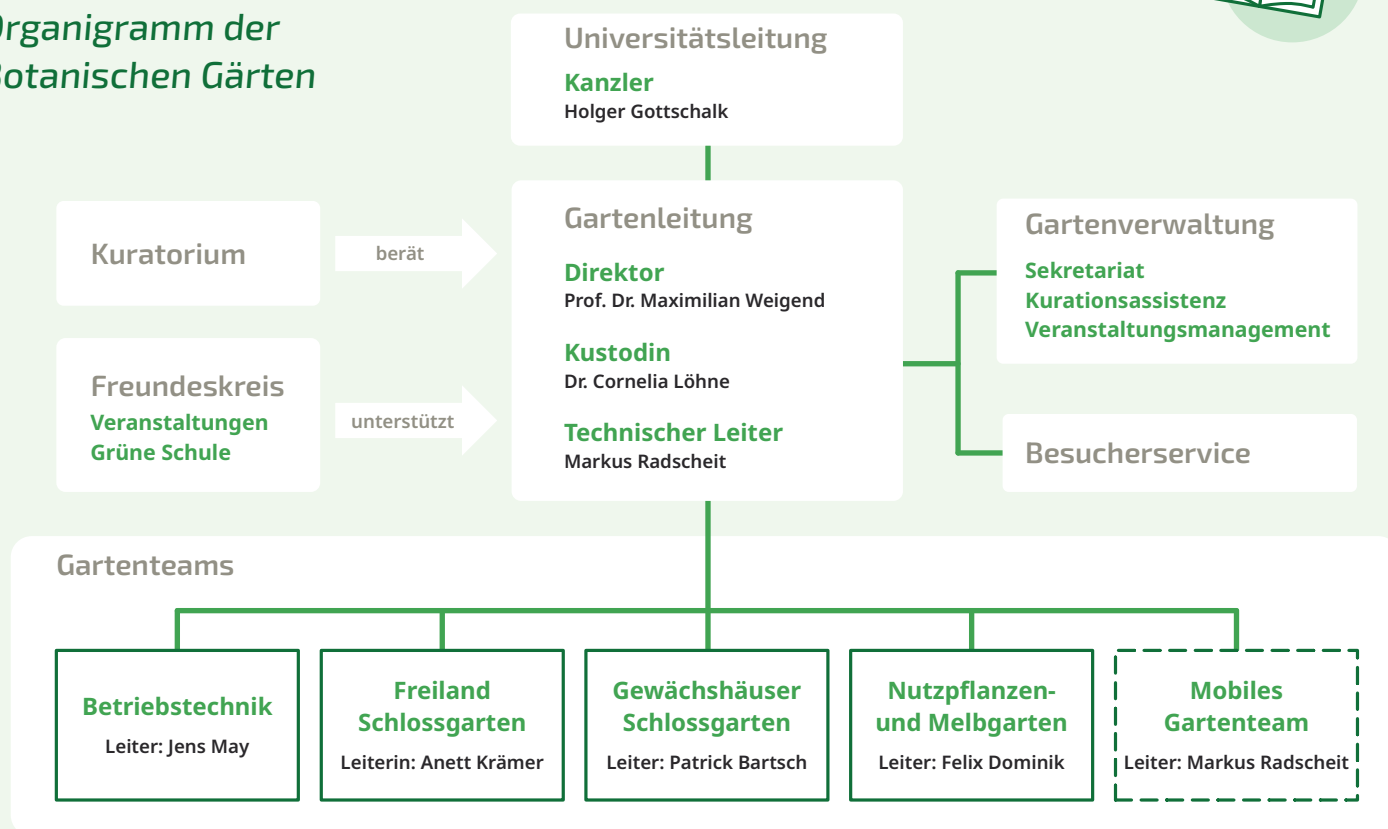 Organigramm der
Botanischen Gärten
Universitätsleitung
Kanzler
Holger Gottschalk
Kuratorium
berät
Freundeskreis
Veranstaltungen
Grüne Schule
unterstützt
Gartenleitung
Direktor
Prof. Dr. Maximilian Weigend
Kustodin
Dr. Cornelia Löhne
Technischer Leiter
Markus Radscheit
Gartenverwaltung
Sekretariat
Kurationsassistenz
Veranstaltungsmanagement
Besucherservice
Gartenteams
Betriebstechnik
Leiter: Jens May
Freiland
Schlossgarten
Leiterin: Anett Krämer
Gewächshäuser
Schlossgarten
Leiter: Patrick Bartsch
Nutzpflanzen-
und Melbgarten
Leiter: Felix Dominik
Mobiles
Gartenteam
Leiter: Markus Radscheit